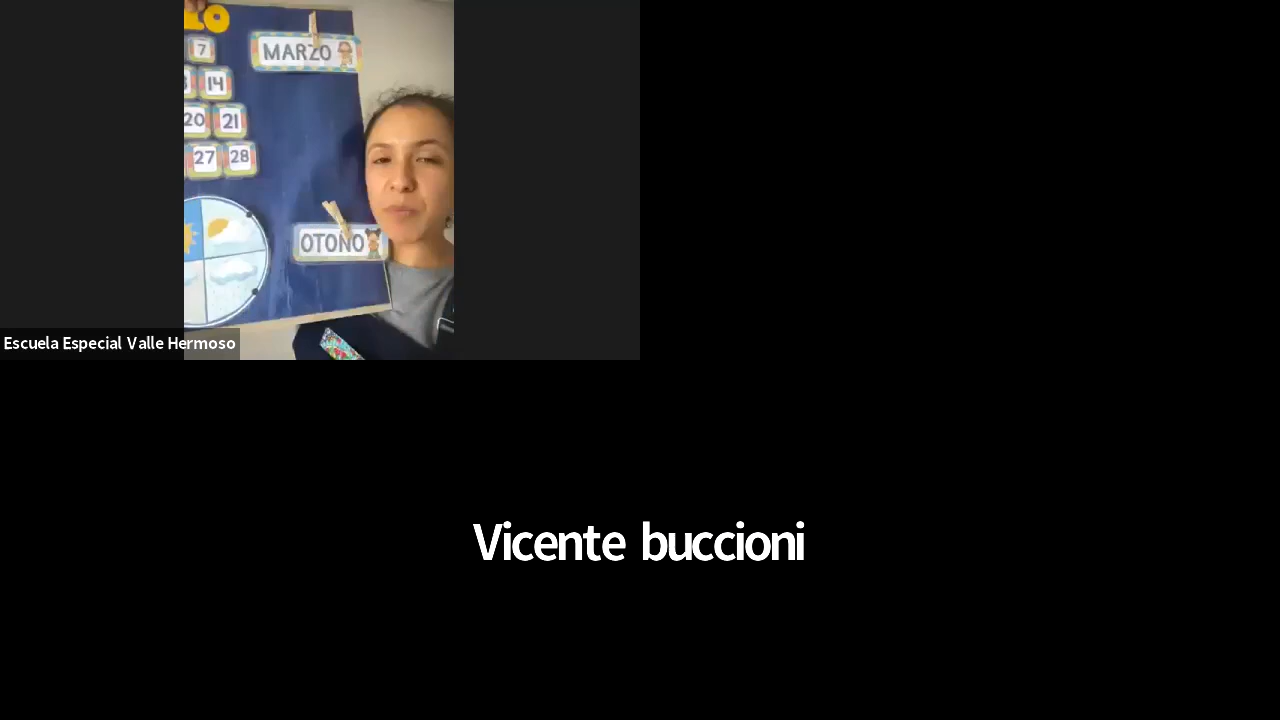 LO
MARZO
7
14
20 21
27 28
OTOÑO
Escuela Especial Valle Hermoso
Vicente buccioni